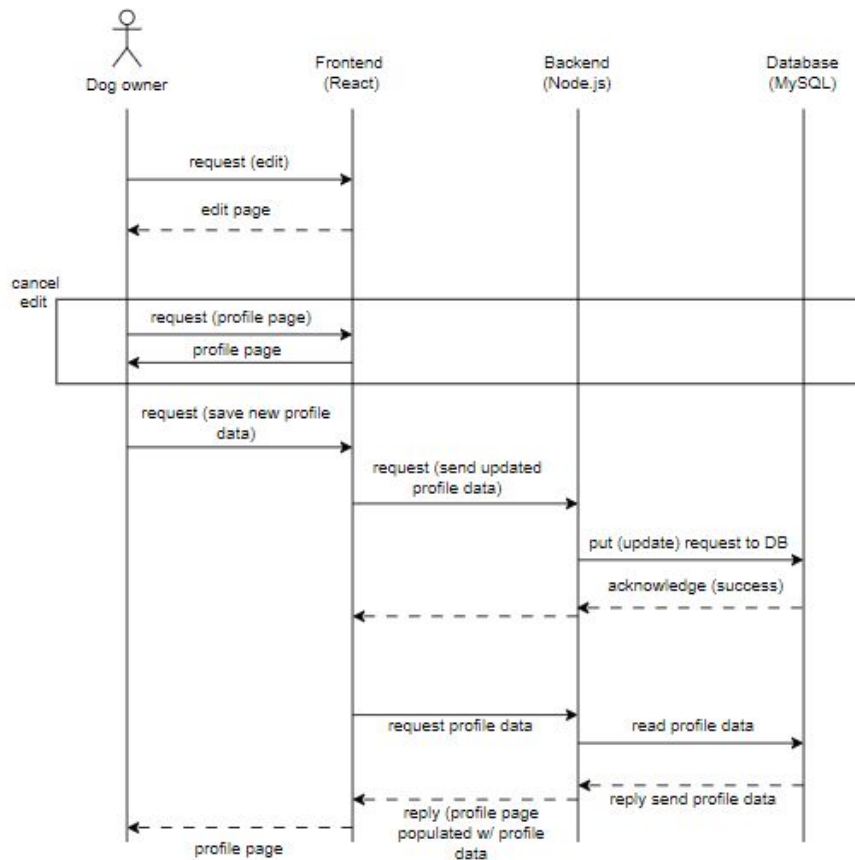 Dog owner
Frontend
(React)
Backend
(Node.js)
Database
(MySQL)
request (edit)
edit page
cancel
edit
request (profile page)
profile page
request (save new profile
data)
request (send updated
profile data)
put (update) request to DB
acknowledge (success)
request profile data
read profile data
reply send profile data
reply (profile page
populated w/ profile
data
profile page